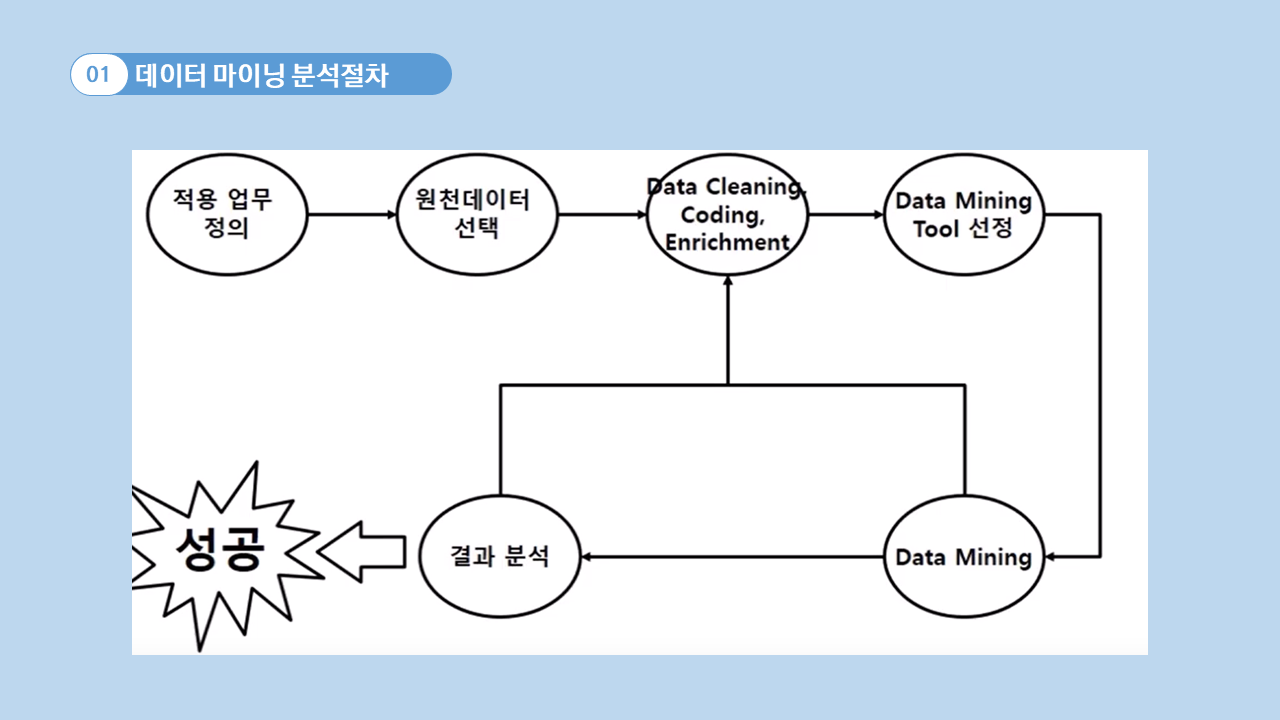 01 데이터 마이닝 분석절차
적용 업무
정의
원천데이터
선택
Data Cleaning,
Coding,
Enrichment
Data Mining
Tool 선정
성공
결과 분석
Data Mining